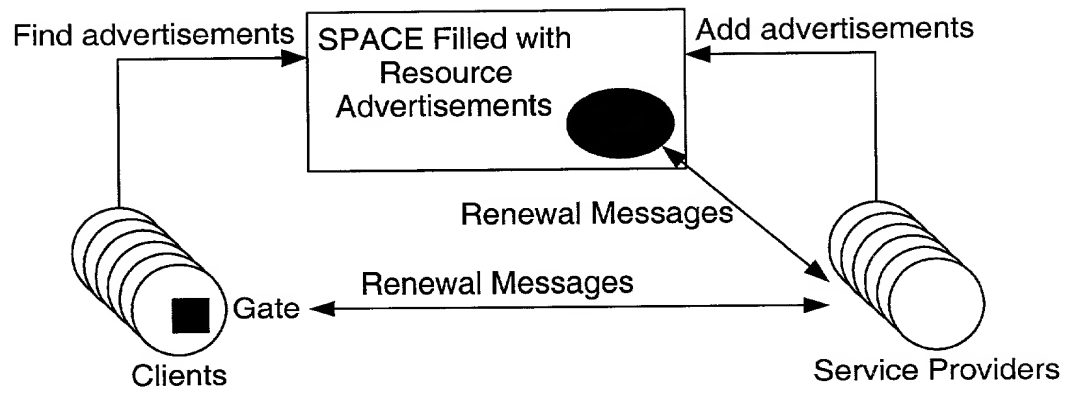 Find advertisements
SPACE Filled with
Resource
Advertisements
Add advertisements
Renewal Messages
Renewal Messages
Gate
Clients
Service Providers